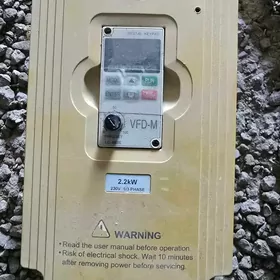 VFD-M
2.2kW
230V 1/3 PHASE
WARNING
• Read the user manual before operation.
• Risk of electrical shock. Wait 10 minutes
after removing power before servicing.